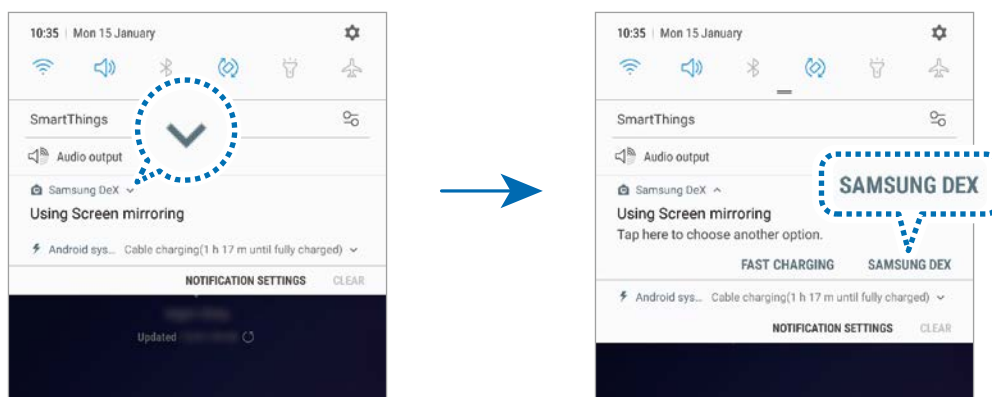 10:35 | Mon 15 January
SmartThings
Audio output
Samsung DeX
Using Screen mirroring
Android sys... Cable charging(1 h 17 m until fully charged)
NOTIFICATION SETTINGS CLEAR
Updated
10:35 | Mon 15 January
SmartThings
Audio output
SAMSUNG DEX
Samsung DeX
Using Screen mirroring
Tap here to choose another option.
FAST CHARGING SAMSUNG DEX
Android sys... Cable charging(1 h 17 m until fully charged)
NOTIFICATION SETTINGS CLEAR